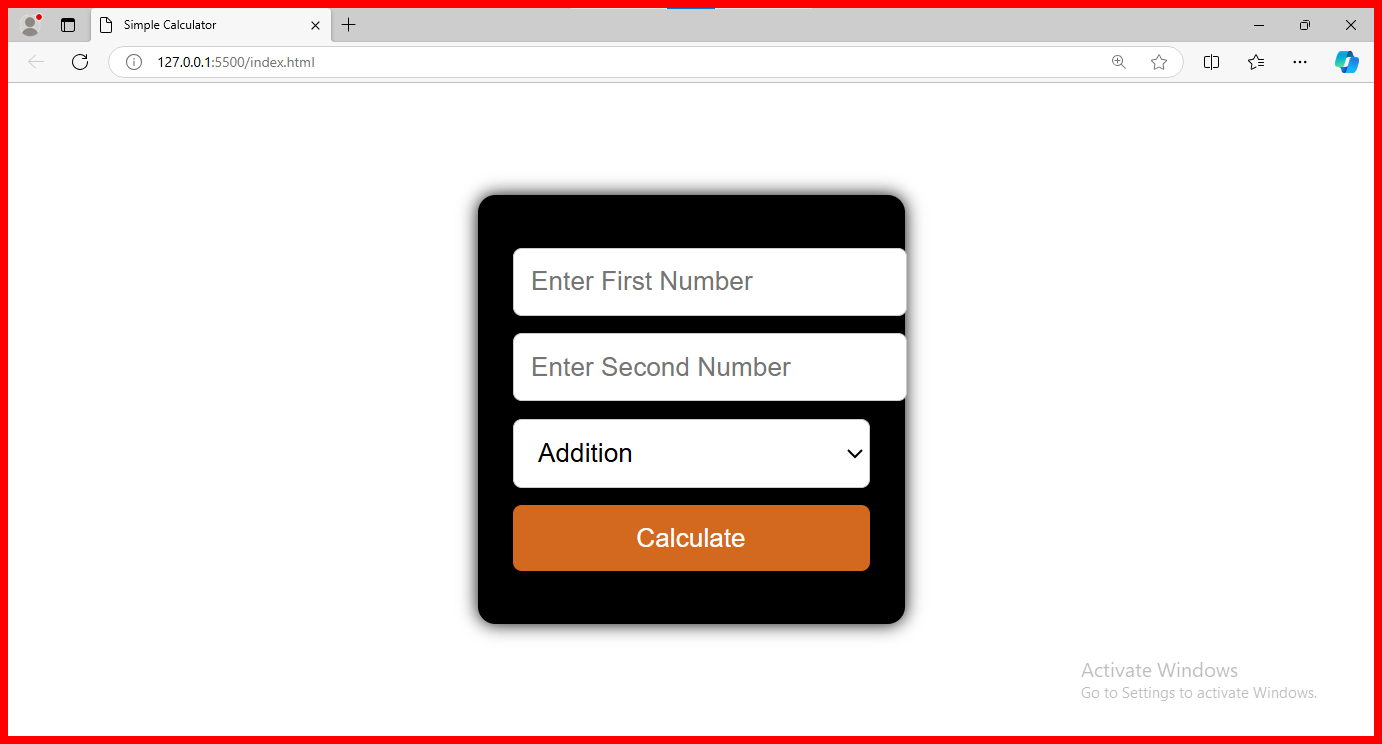 Simple Calculator
127.0.0.1:5500/index.html
Enter First Number
Enter Second Number
Addition
Calculate
Activate Windows
Go to Settings to activate Windows.